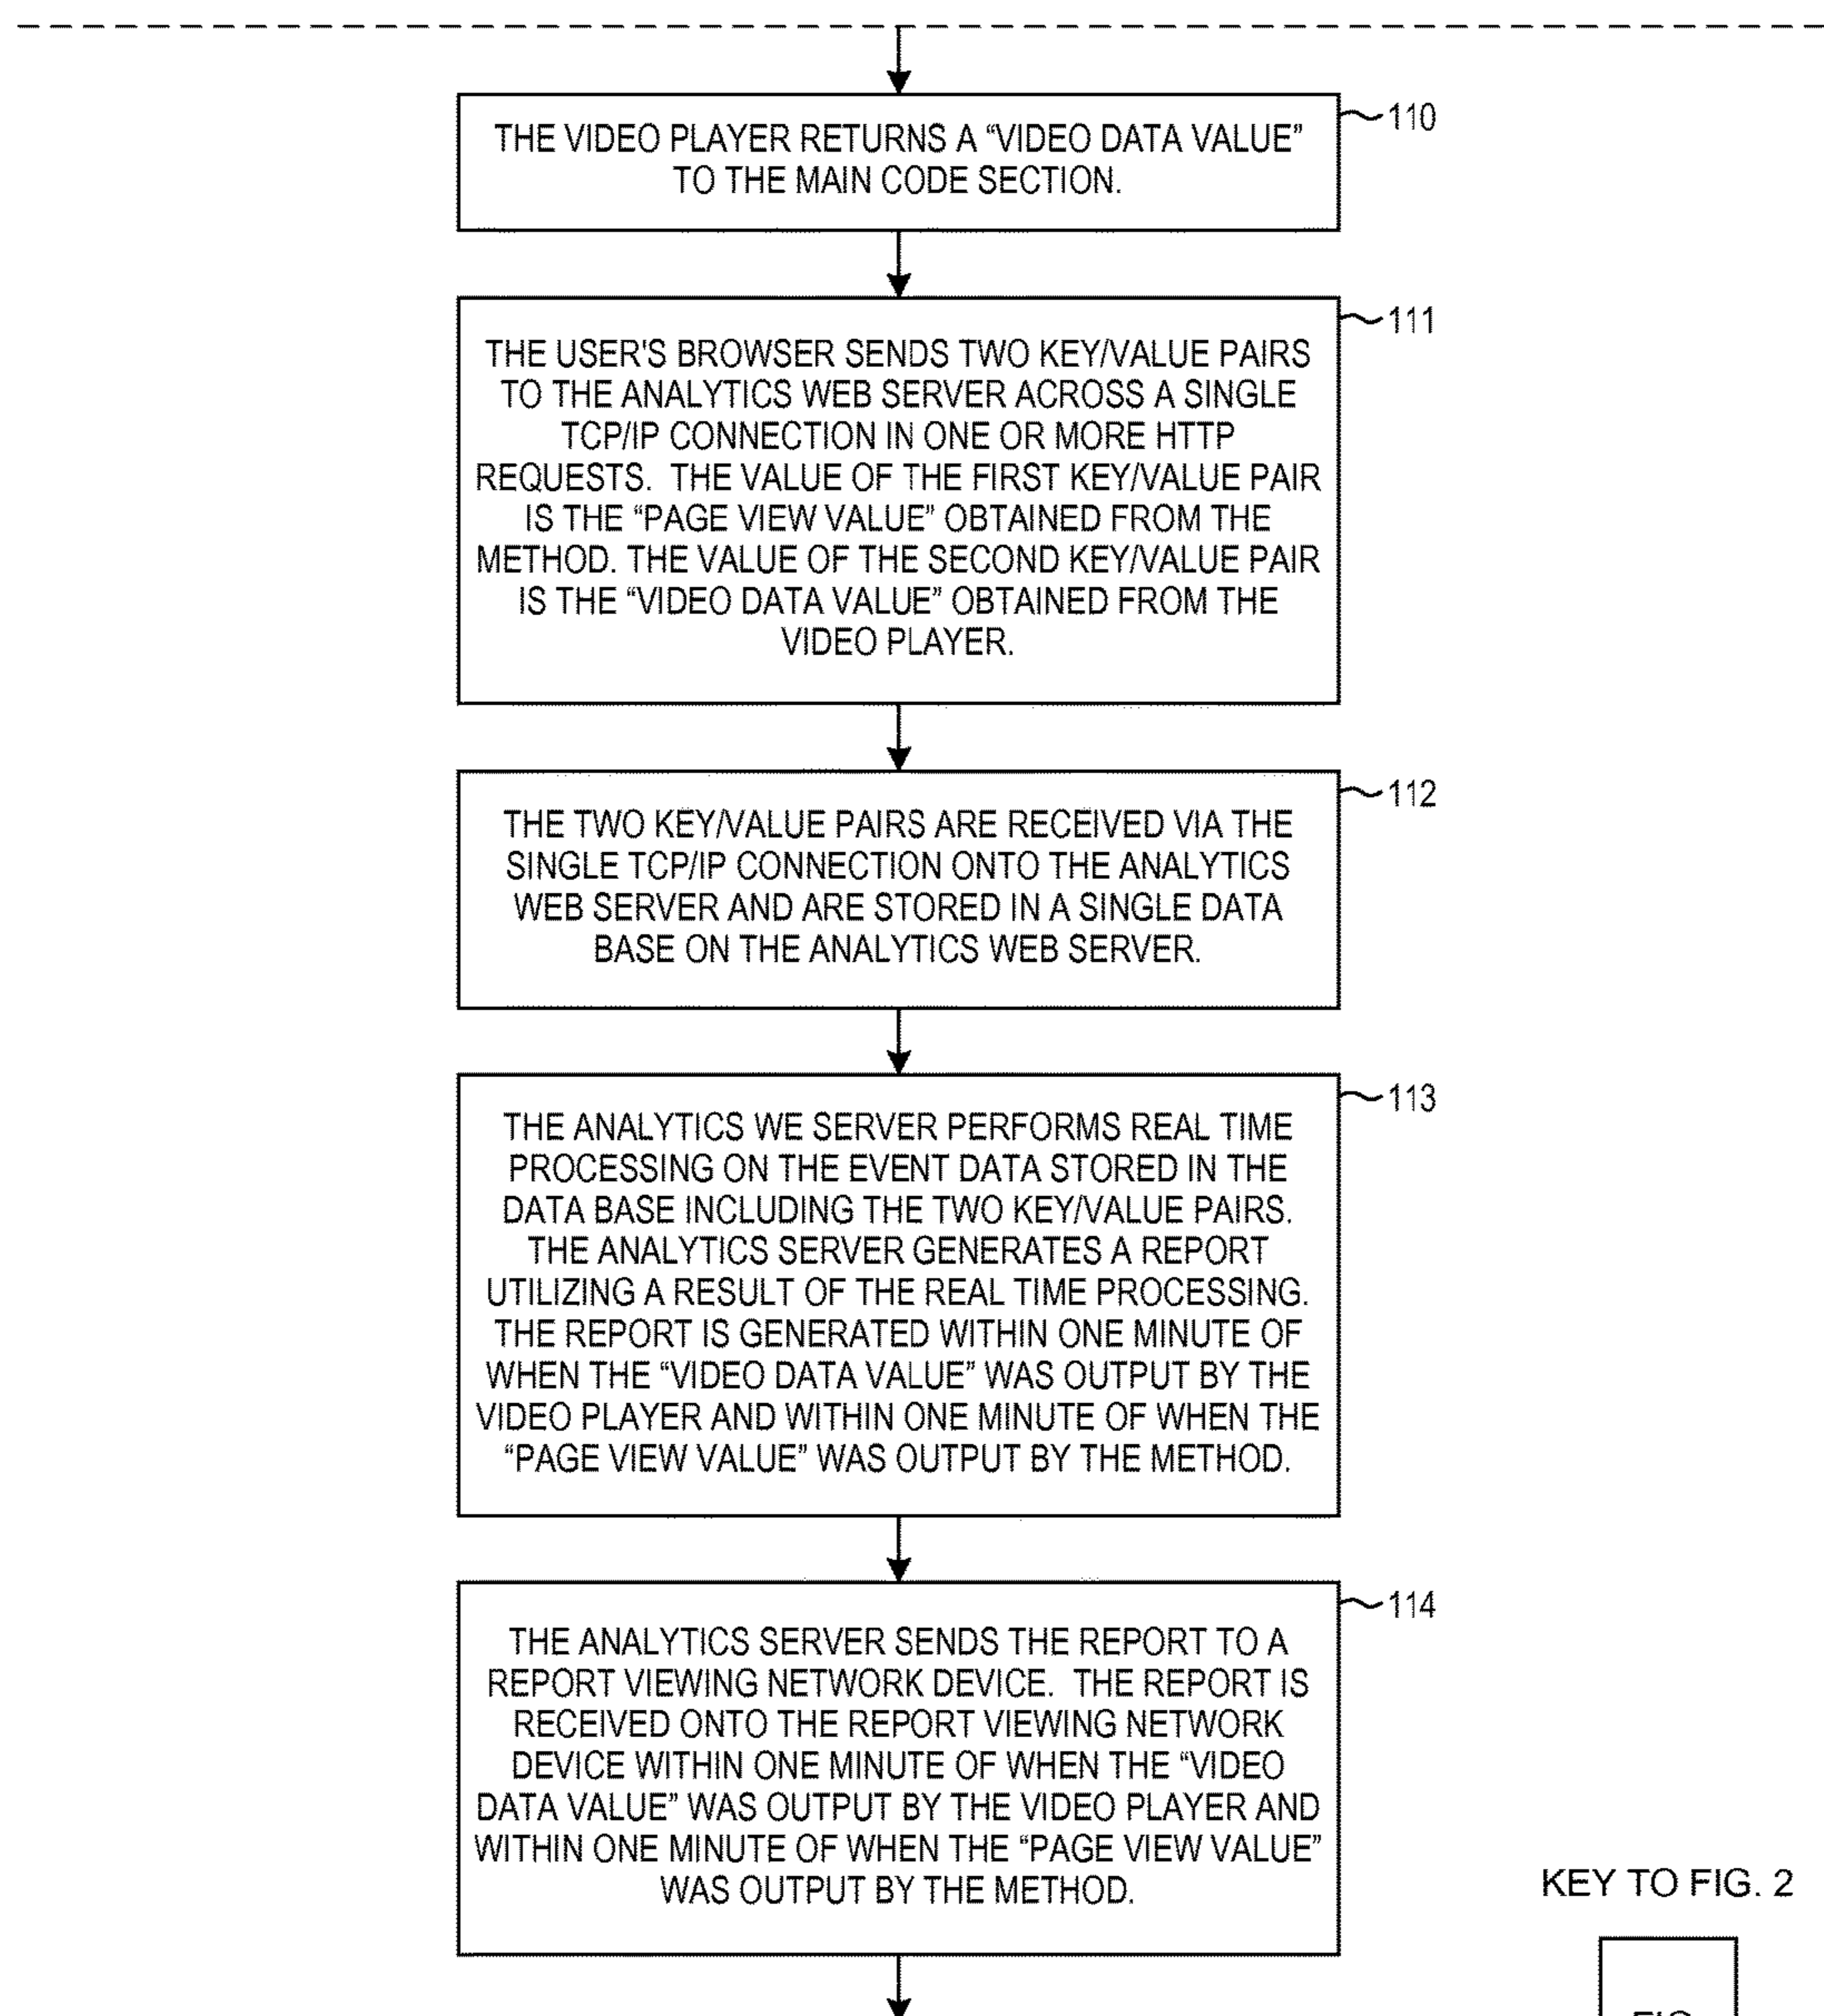 110
THE VIDEO PLAYER RETURNS A “VIDEO DATA VALUE”
TO THE MAIN CODE SECTION.
111
THE USER'S BROWSER SENDS TWO KEY/VALUE PAIRS
TO THE ANALYTICS WEB SERVER ACROSS A SINGLE
TCP/IP CONNECTION IN ONE OR MORE HTTP
REQUESTS. THE VALUE OF THE FIRST KEY/VALUE PAIR
IS THE “PAGE VIEW VALUE” OBTAINED FROM THE
METHOD. THE VALUE OF THE SECOND KEY/VALUE PAIR
IS THE “VIDEO DATA VALUE” OBTAINED FROM THE
VIDEO PLAYER.
112
THE TWO KEY/VALUE PAIRS ARE RECEIVED VIA THE
SINGLE TCP/IP CONNECTION ONTO THE ANALYTICS
WEB SERVER AND ARE STORED IN A SINGLE DATA
BASE ON THE ANALYTICS WEB SERVER.
113
THE ANALYTICS WE SERVER PERFORMS REAL TIME
PROCESSING ON THE EVENT DATA STORED IN THE
DATA BASE INCLUDING THE TWO KEY/VALUE PAIRS.
THE ANALYTICS SERVER GENERATES A REPORT
UTILIZING A RESULT OF THE REAL TIME PROCESSING.
THE REPORT IS GENERATED WITHIN ONE MINUTE OF
WHEN THE “VIDEO DATA VALUE” WAS OUTPUT BY THE
VIDEO PLAYER AND WITHIN ONE MINUTE OF WHEN THE
“PAGE VIEW VALUE” WAS OUTPUT BY THE METHOD.
114
THE ANALYTICS SERVER SENDS THE REPORT TO A
REPORT VIEWING NETWORK DEVICE. THE REPORT IS
RECEIVED ONTO THE REPORT VIEWING NETWORK
DEVICE WITHIN ONE MINUTE OF WHEN THE “VIDEO
DATA VALUE” WAS OUTPUT BY THE VIDEO PLAYER AND
WITHIN ONE MINUTE OF WHEN THE “PAGE VIEW VALUE”
WAS OUTPUT BY THE METHOD.
KEY TO FIG. 2